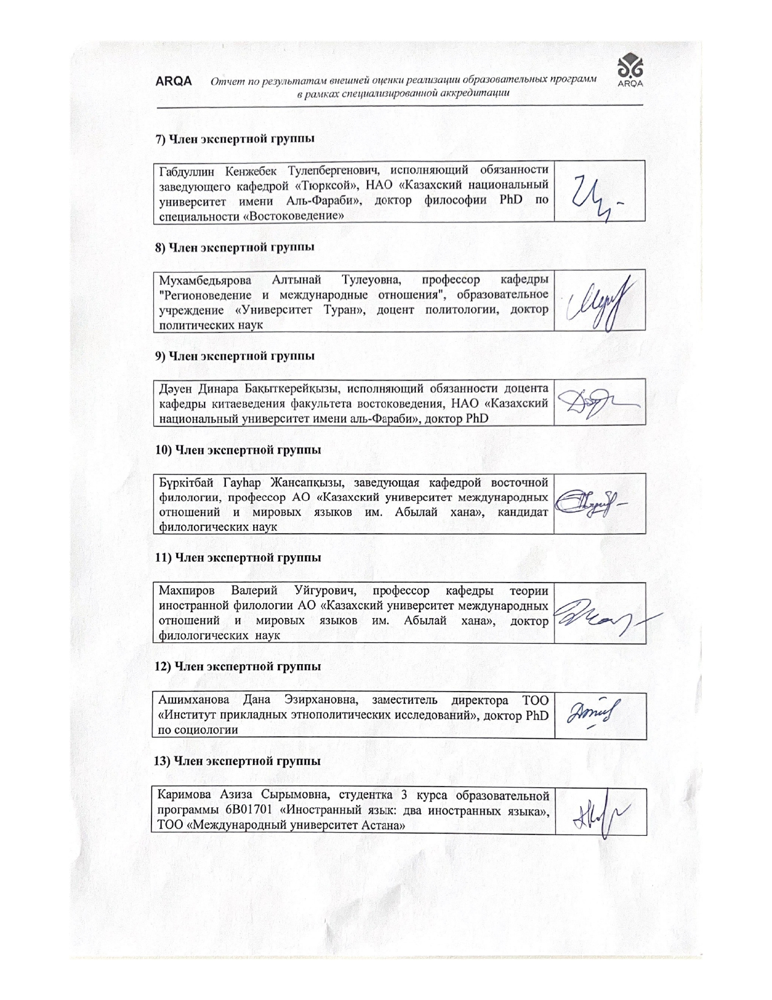 ARQA Отчет по результатам внешней оценки реализации образовательных программ
в рамках специализированной аккредитации
ARQA
7) Член экспертной группы
Габдуллин Кенжебек Тулепбергенович, исполняющий обязанности
заведующего кафедрой «Тюрксой», НАО «Казахский национальный
университет имени Аль-Фараби», доктор философии PhD по
специальности «Востоковедение»
8) Член экспертной группы
Мухамбедьярова Алтынай Тулеуовна, профессор кафедры
"Регионоведение и международные отношения", образовательное
учреждение «Университет Туран», доцент политологии, доктор
политических наук
9) Член экспертной группы
Дәуен Динара Бақыткерейқызы, исполняющий обязанности доцента
кафедры китаеведения факультета востоковедения, НАО «Казахский
национальный университет имени аль-Фараби», доктор PhD
10) Член экспертной группы
Бүркітбай Гауһар Жансапқызы, заведующая кафедрой восточной
филологии, профессор АО «Казахский университет международных
отношений и мировых языков им. Абылай хана», кандидат
филологических наук
11) Член экспертной группы
Махпиров Валерий Уйгурович, профессор кафедры теории
иностранной филологии АО «Казахский университет международных
отношений и мировых языков им. Абылай хана», доктор
филологических наук
12) Член экспертной группы
Ашимханова Дана Эзирхановна, заместитель директора ТОО
«Институт прикладных этнополитических исследований», доктор PhD
по социологии
13) Член экспертной группы
Каримова Азиза Сырымовна, студентка 3 курса образовательной
программы 6В01701 «Иностранный язык: два иностранных языка»,
ТОО «Международный университет Астана»